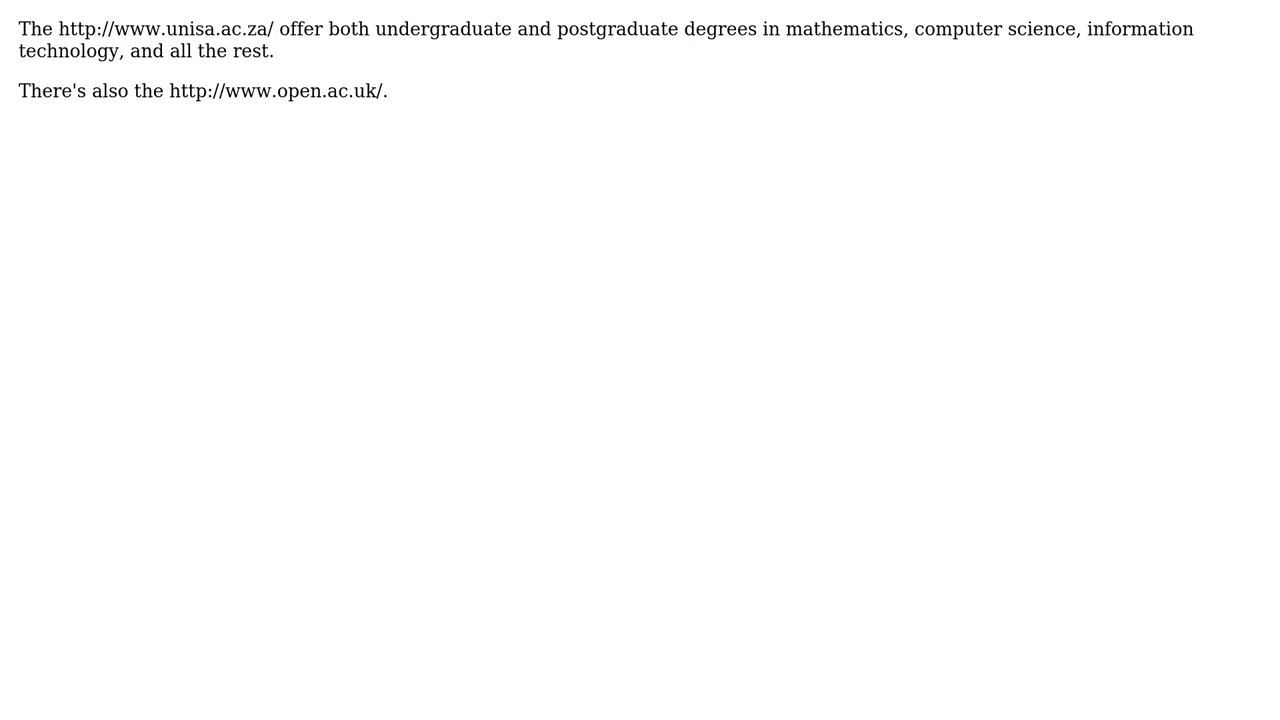 The http://www.unisa.ac.za/ offer both undergraduate and postgraduate degrees in mathematics, computer science, information
technology, and all the rest.
There's also the http://www.open.ac.uk/.